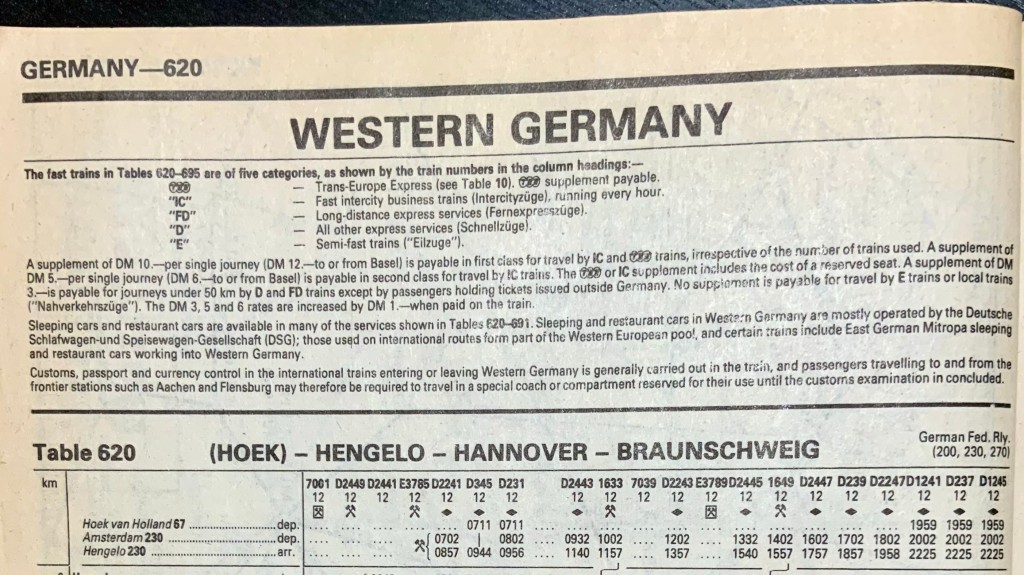 GERMANY—620
WESTERN GERMANY
The fast trains in Tables 620–695 are of five categories, as shown by the train numbers in the column headings:—
— Trans-Europe Express (see Table 10). supplement payable.
"IC" — Fast intercity business trains (Intercityzüge), running every hour.
"FD" — Long-distance express services (Fernexpresszüge).
"D" — All other express services (Schnellzüge).
"E" — Semi-fast trains ("Eilzuge").
A supplement of DM 10.—per single journey (DM 12.—to or from Basel) is payable in first class for travel by IC and trains, irrespective of the number of trains used. A supplement of
DM 5.—per single journey (DM 6.—to or from Basel) is payable in second class for travel by IC trains. The or IC supplement includes the cost of a reserved seat. A supplement of DM
3.—is payable for journeys under 50 km by D and FD trains except by passengers holding tickets issued outside Germany. No supplement is payable for travel by E trains or local trains
("Nahverkehrszüge"). The DM 3, 5 and 6 rates are increased by DM 1.—when paid on the train.
Sleeping cars and restaurant cars are available in many of the services shown in Tables 620–691. Sleeping and restaurant cars in Western Germany are mostly operated by the Deutsche
Schlafwagen-und Speisewagen-Gesellschaft (DSG); those used on international routes form part of the Western European pool, and certain trains include East German Mitropa sleeping
and restaurant cars working into Western Germany.
Customs, passport and currency control in the international trains entering or leaving Western Germany is generally carried out in the train, and passengers travelling to and from the
frontier stations such as Aachen and Flensburg may therefore be required to travel in a special coach or compartment reserved for their use until the customs examination in concluded.
Table 620 (HOEK) – HENGELO – HANNOVER – BRAUNSCHWEIG German Fed. Rly.
(200, 230, 270)
km 7001 D2449 D2441 E3765 D2241 D345 D231 D2443 1633 7039 D2243 E3789 D2445 1649 D2447 D239 D2247 D1241 D237 D1245
12 12 12 12 12 12 12 12 12 12 12 12 12 12 12 12 12 12 12 12
Hoek van Holland 67 ........ dep. 0711 0711 1959 1959 1959
Amsterdam 230 ........ dep. 0702 | 0802 0932 1002 1202 1332 1402 1602 1702 1802 2002 2002 2002
Hengelo 230 ........ arr. 0857 0944 0956 1140 1157 1357 1540 1557 1757 1857 1958 2225 2225 2225